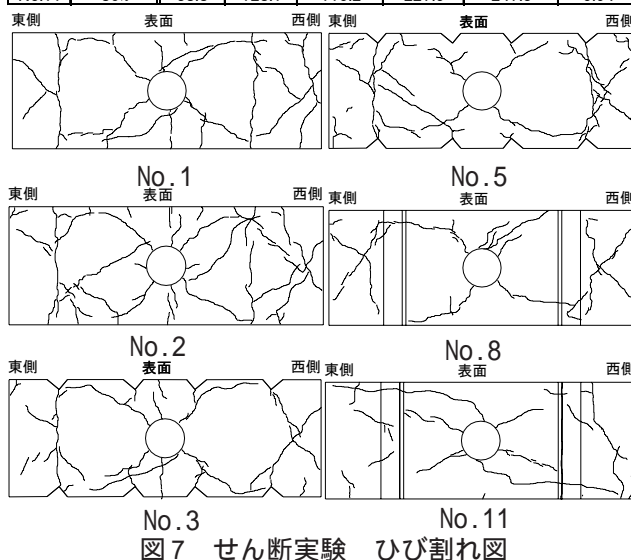 東側 表面 西側
No.1
東側 表面 西側
No.5
東側 表面 西側
No.2
東側 表面 西側
No.8
東側 表面 西側
No.3
東側 表面 西側
No.11
図7 せん断実験 ひび割れ図